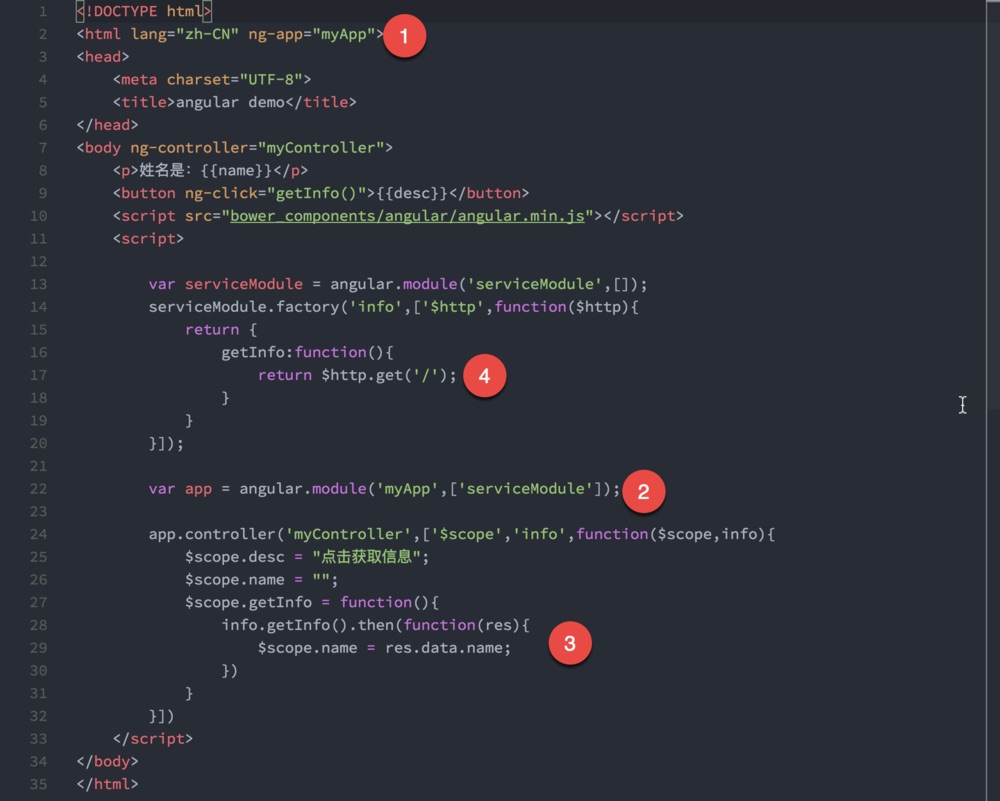 1 <!DOCTYPE html>
2 <html lang="zh-CN" ng-app="myApp"> 1
3 <head>
4     <meta charset="UTF-8">
5     <title>angular demo</title>
6 </head>
7 <body ng-controller="myController">
8     <p>姓名是：{{name}}</p>
9     <button ng-click="getInfo()">{{desc}}</button>
10     <script src="bower_components/angular/angular.min.js"></script>
11     <script>
12
13         var serviceModule = angular.module('serviceModule',[]);
14         serviceModule.factory('info',['$http',function($http){
15             return {
16                 getInfo:function(){
17                     return $http.get('/'); 4
18                 }
19             }
20         }]);
21
22         var app = angular.module('myApp',['serviceModule']); 2
23
24         app.controller('myController',['$scope','info',function($scope,info){
25             $scope.desc = "点击获取信息";
26             $scope.name = "";
27             $scope.getInfo = function(){
28                 info.getInfo().then(function(res){
29                     $scope.name = res.data.name; 3
30                 })
31             }
32         }])
33     </script>
34 </body>
35 </html>